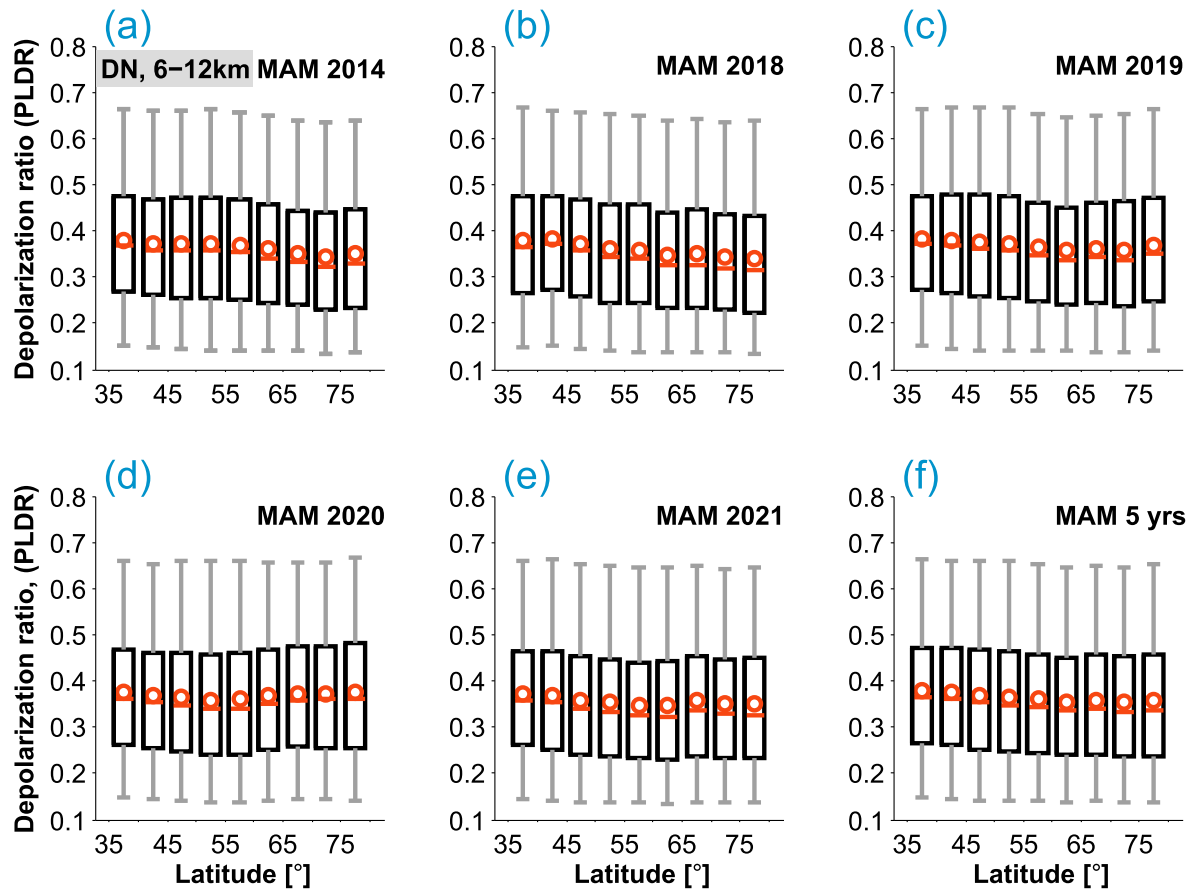 (a) (b) (c)
DN, 6−12km MAM 2014 MAM 2018 MAM 2019
Depolarization ratio (PLDR)
0.8 0.8 0.8
0.7 0.7 0.7
0.6 0.6 0.6
0.5 0.5 0.5
0.4 0.4 0.4
0.3 0.3 0.3
0.2 0.2 0.2
0.1 0.1 0.1
35 45 55 65 75 35 45 55 65 75 35 45 55 65 75
(d) (e) (f)
MAM 2020 MAM 2021 MAM 5 yrs
Depolarization ratio, (PLDR)
0.8 0.8 0.8
0.7 0.7 0.7
0.6 0.6 0.6
0.5 0.5 0.5
0.4 0.4 0.4
0.3 0.3 0.3
0.2 0.2 0.2
0.1 0.1 0.1
35 45 55 65 75 35 45 55 65 75 35 45 55 65 75
Latitude [°] Latitude [°] Latitude [°]